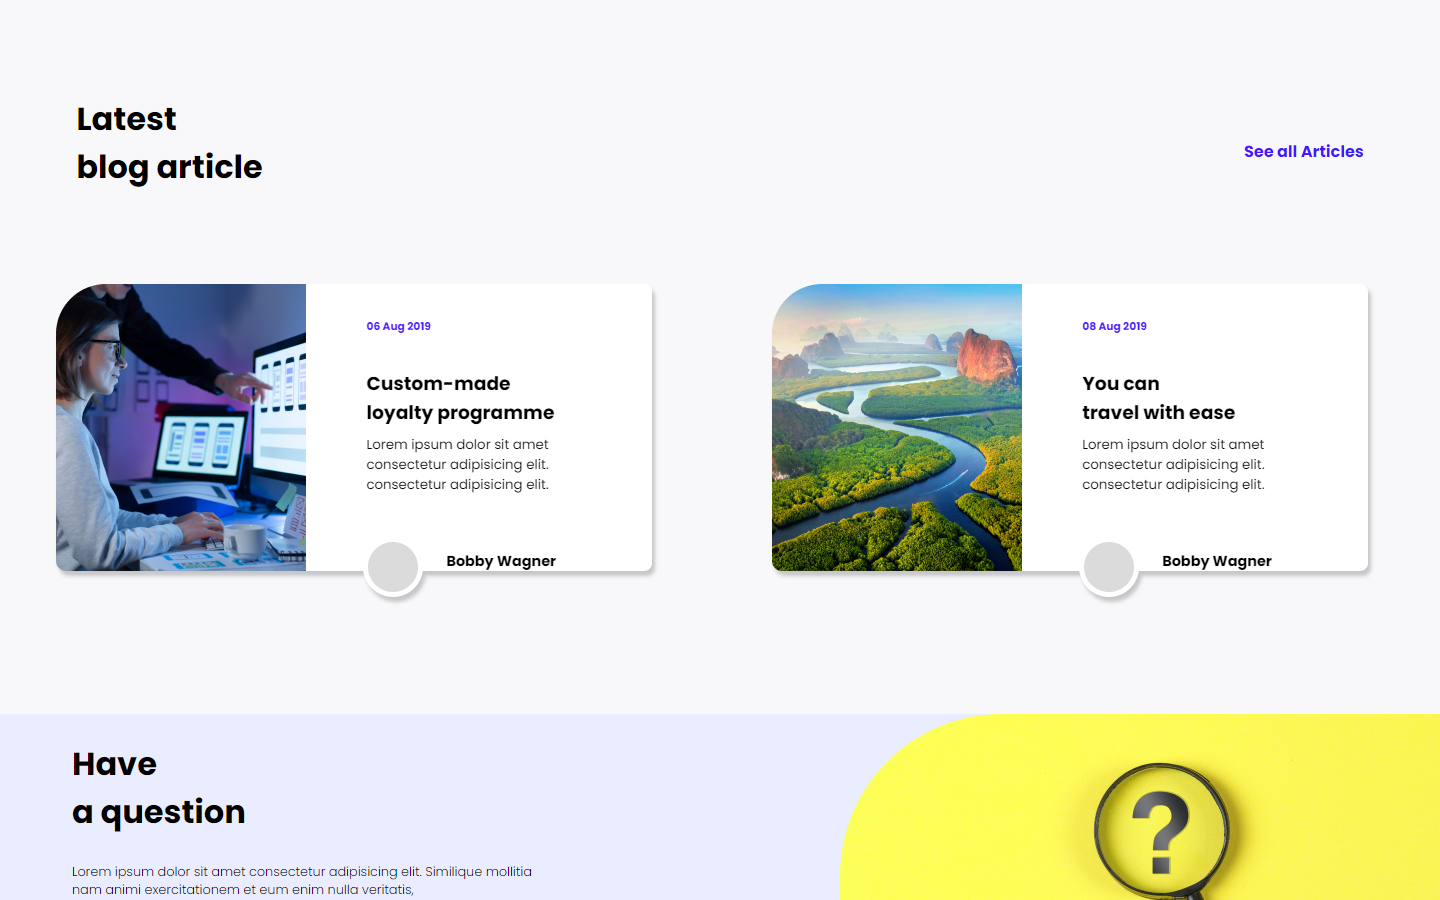 Latest
blog article
See all Articles
06 Aug 2019
Custom-made
loyalty programme
Lorem ipsum dolor sit amet
consectetur adipisicing elit.
consectetur adipisicing elit.
Bobby Wagner
08 Aug 2019
You can
travel with ease
Lorem ipsum dolor sit amet
consectetur adipisicing elit.
consectetur adipisicing elit.
Bobby Wagner
Have
a question
Lorem ipsum dolor sit amet consectetur adipisicing elit. Similique mollitia
nam animi exercitationem et eum enim nulla veritatis,
?